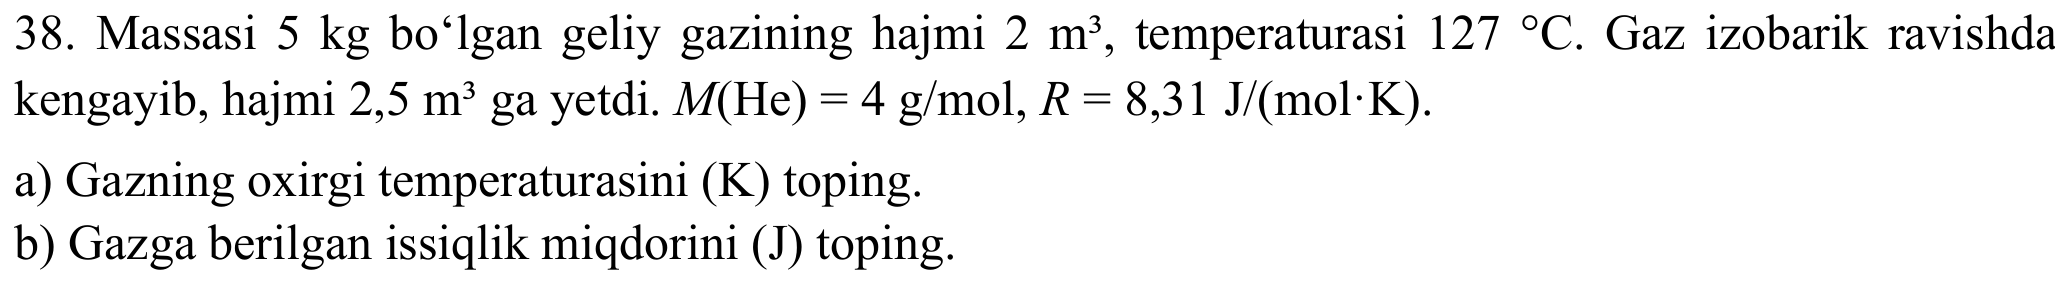 38. Massasi 5 kg bo‘lgan geliy gazining hajmi 2 m³, temperaturasi 127 °C. Gaz izobarik ravishda
kengayib, hajmi 2,5 m³ ga yetdi. M(He) = 4 g/mol, R = 8,31 J/(mol·K).
a) Gazning oxirgi temperaturasini (K) toping.
b) Gazga berilgan issiqlik miqdorini (J) toping.